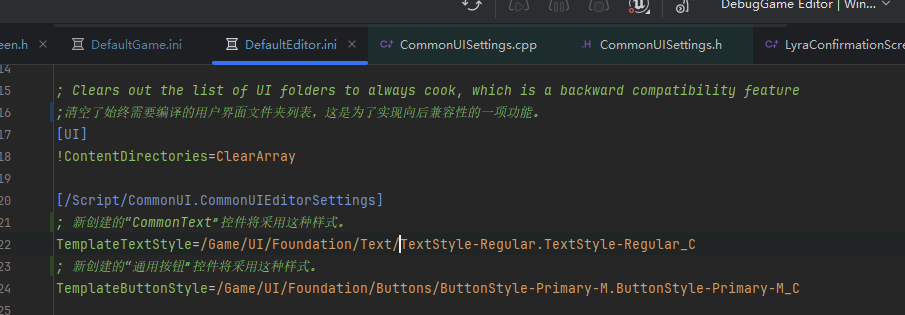 DebugGame Editor | Win...
een.h
DefaultGame.ini
DefaultEditor.ini
CommonUISettings.cpp
CommonUISettings.h
LyraConfirmationScre
14
15 ; Clears out the list of UI folders to always cook, which is a backward compatibility feature
16 ;清空了始终需要编译的用户界面文件夹列表，这是为了实现向后兼容性的一项功能。
17 [UI]
18 !ContentDirectories=ClearArray
19
20 [/Script/CommonUI.CommonUIEditorSettings]
21 ; 新创建的“CommonText”控件将采用这种样式。
22 TemplateTextStyle=/Game/UI/Foundation/Text/TextStyle-Regular.TextStyle-Regular_C
23 ; 新创建的“通用按钮”控件将采用这种样式。
24 TemplateButtonStyle=/Game/UI/Foundation/Buttons/ButtonStyle-Primary-M.ButtonStyle-Primary-M_C
25